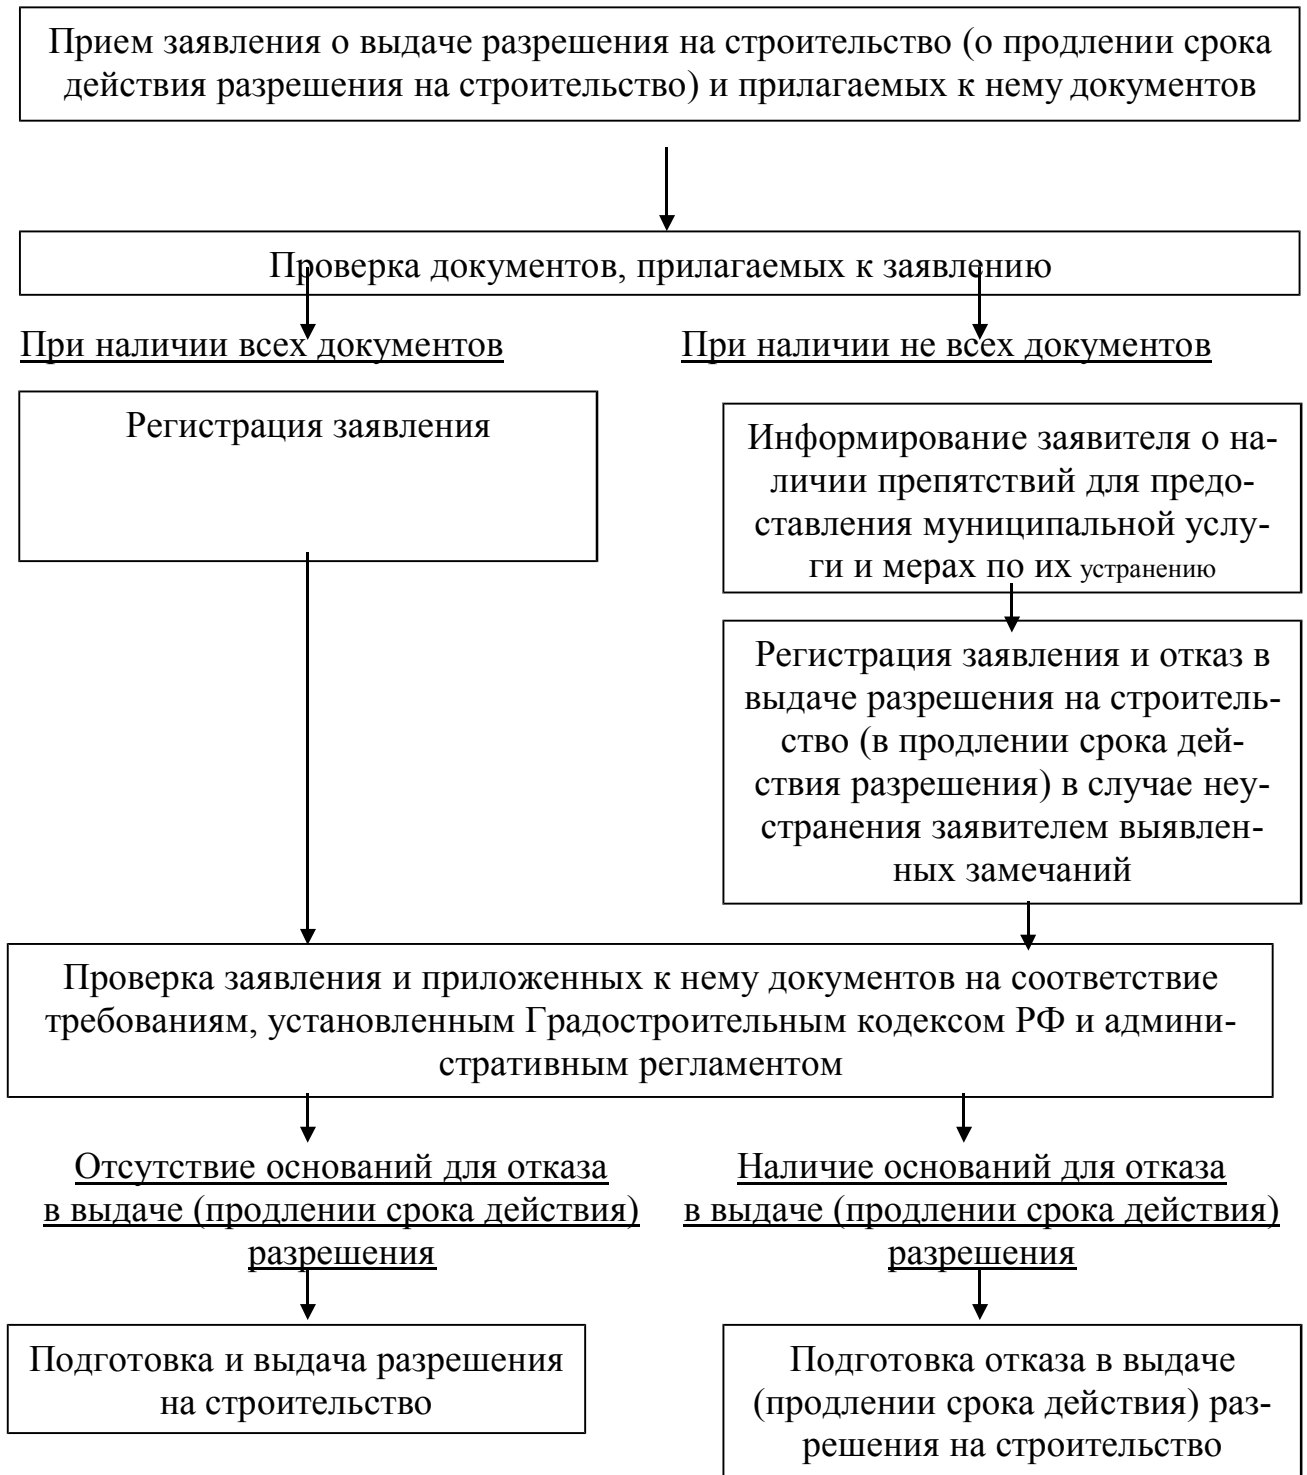 Прием заявления о выдаче разрешения на строительство (о продлении срока
действия разрешения на строительство) и прилагаемых к нему документов
Проверка документов, прилагаемых к заявлению
При наличии всех документов
При наличии не всех документов
Регистрация заявления
Информирование заявителя о на-
личии препятствий для предо-
ставления муниципальной услу-
ги и мерах по их устранению
Регистрация заявления и отказ в
выдаче разрешения на строитель-
ство (в продлении срока дей-
ствия разрешения) в случае неу-
странения заявителем выявлен-
ных замечаний
Проверка заявления и приложенных к нему документов на соответствие
требованиям, установленным Градостроительным кодексом РФ и админи-
стративным регламентом
Отсутствие оснований для отказа
в выдаче (продлении срока действия)
разрешения
Наличие оснований для отказа
в выдаче (продлении срока действия)
разрешения
Подготовка и выдача разрешения
на строительство
Подготовка отказа в выдаче
(продлении срока действия) раз-
решения на строительство